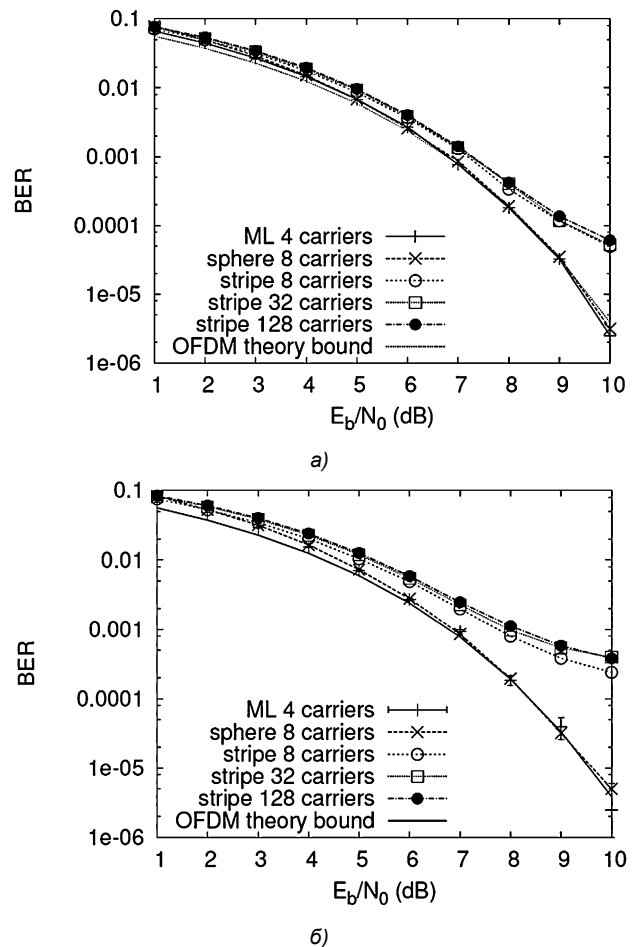 0.1
0.01
0.001
0.0001
1e-05
1e-06
BER
ML 4 carriers
sphere 8 carriers
stripe 8 carriers
stripe 32 carriers
stripe 128 carriers
OFDM theory bound
1 2 3 4 5 6 7 8 9 10
E_b/N_0 (dB)
а)
0.1
0.01
0.001
0.0001
1e-05
1e-06
BER
ML 4 carriers
sphere 8 carriers
stripe 8 carriers
stripe 32 carriers
stripe 128 carriers
OFDM theory bound
1 2 3 4 5 6 7 8 9 10
E_b/N_0 (dB)
б)